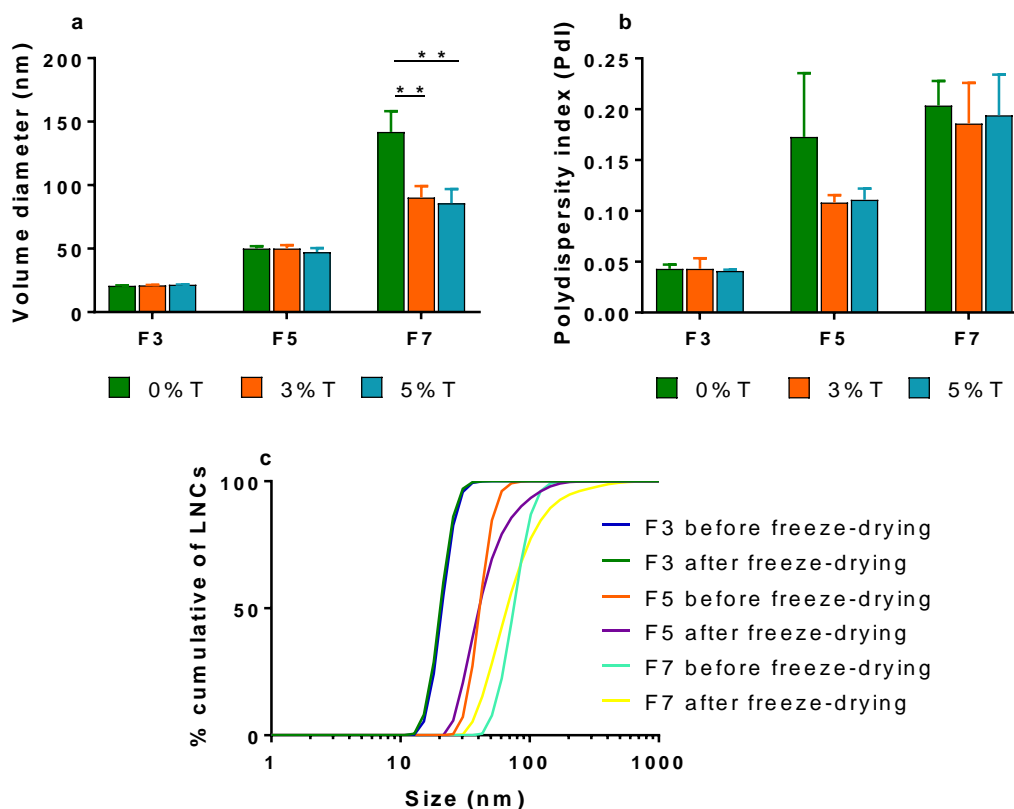 a
Volume diameter (nm)
200
150
100
50
0
* *
* *
F3 F5 F7
0% T 3% T 5% T
b
Polydispersity index (PdI)
0.25
0.20
0.15
0.10
0.05
0.00
F3 F5 F7
0% T 3% T 5% T
c
% cumulative of LNCs
100
50
0
1 10 100 1000
Size (nm)
F3 before freeze-drying
F3 after freeze-drying
F5 before freeze-drying
F5 after freeze-drying
F7 before freeze-drying
F7 after freeze-drying